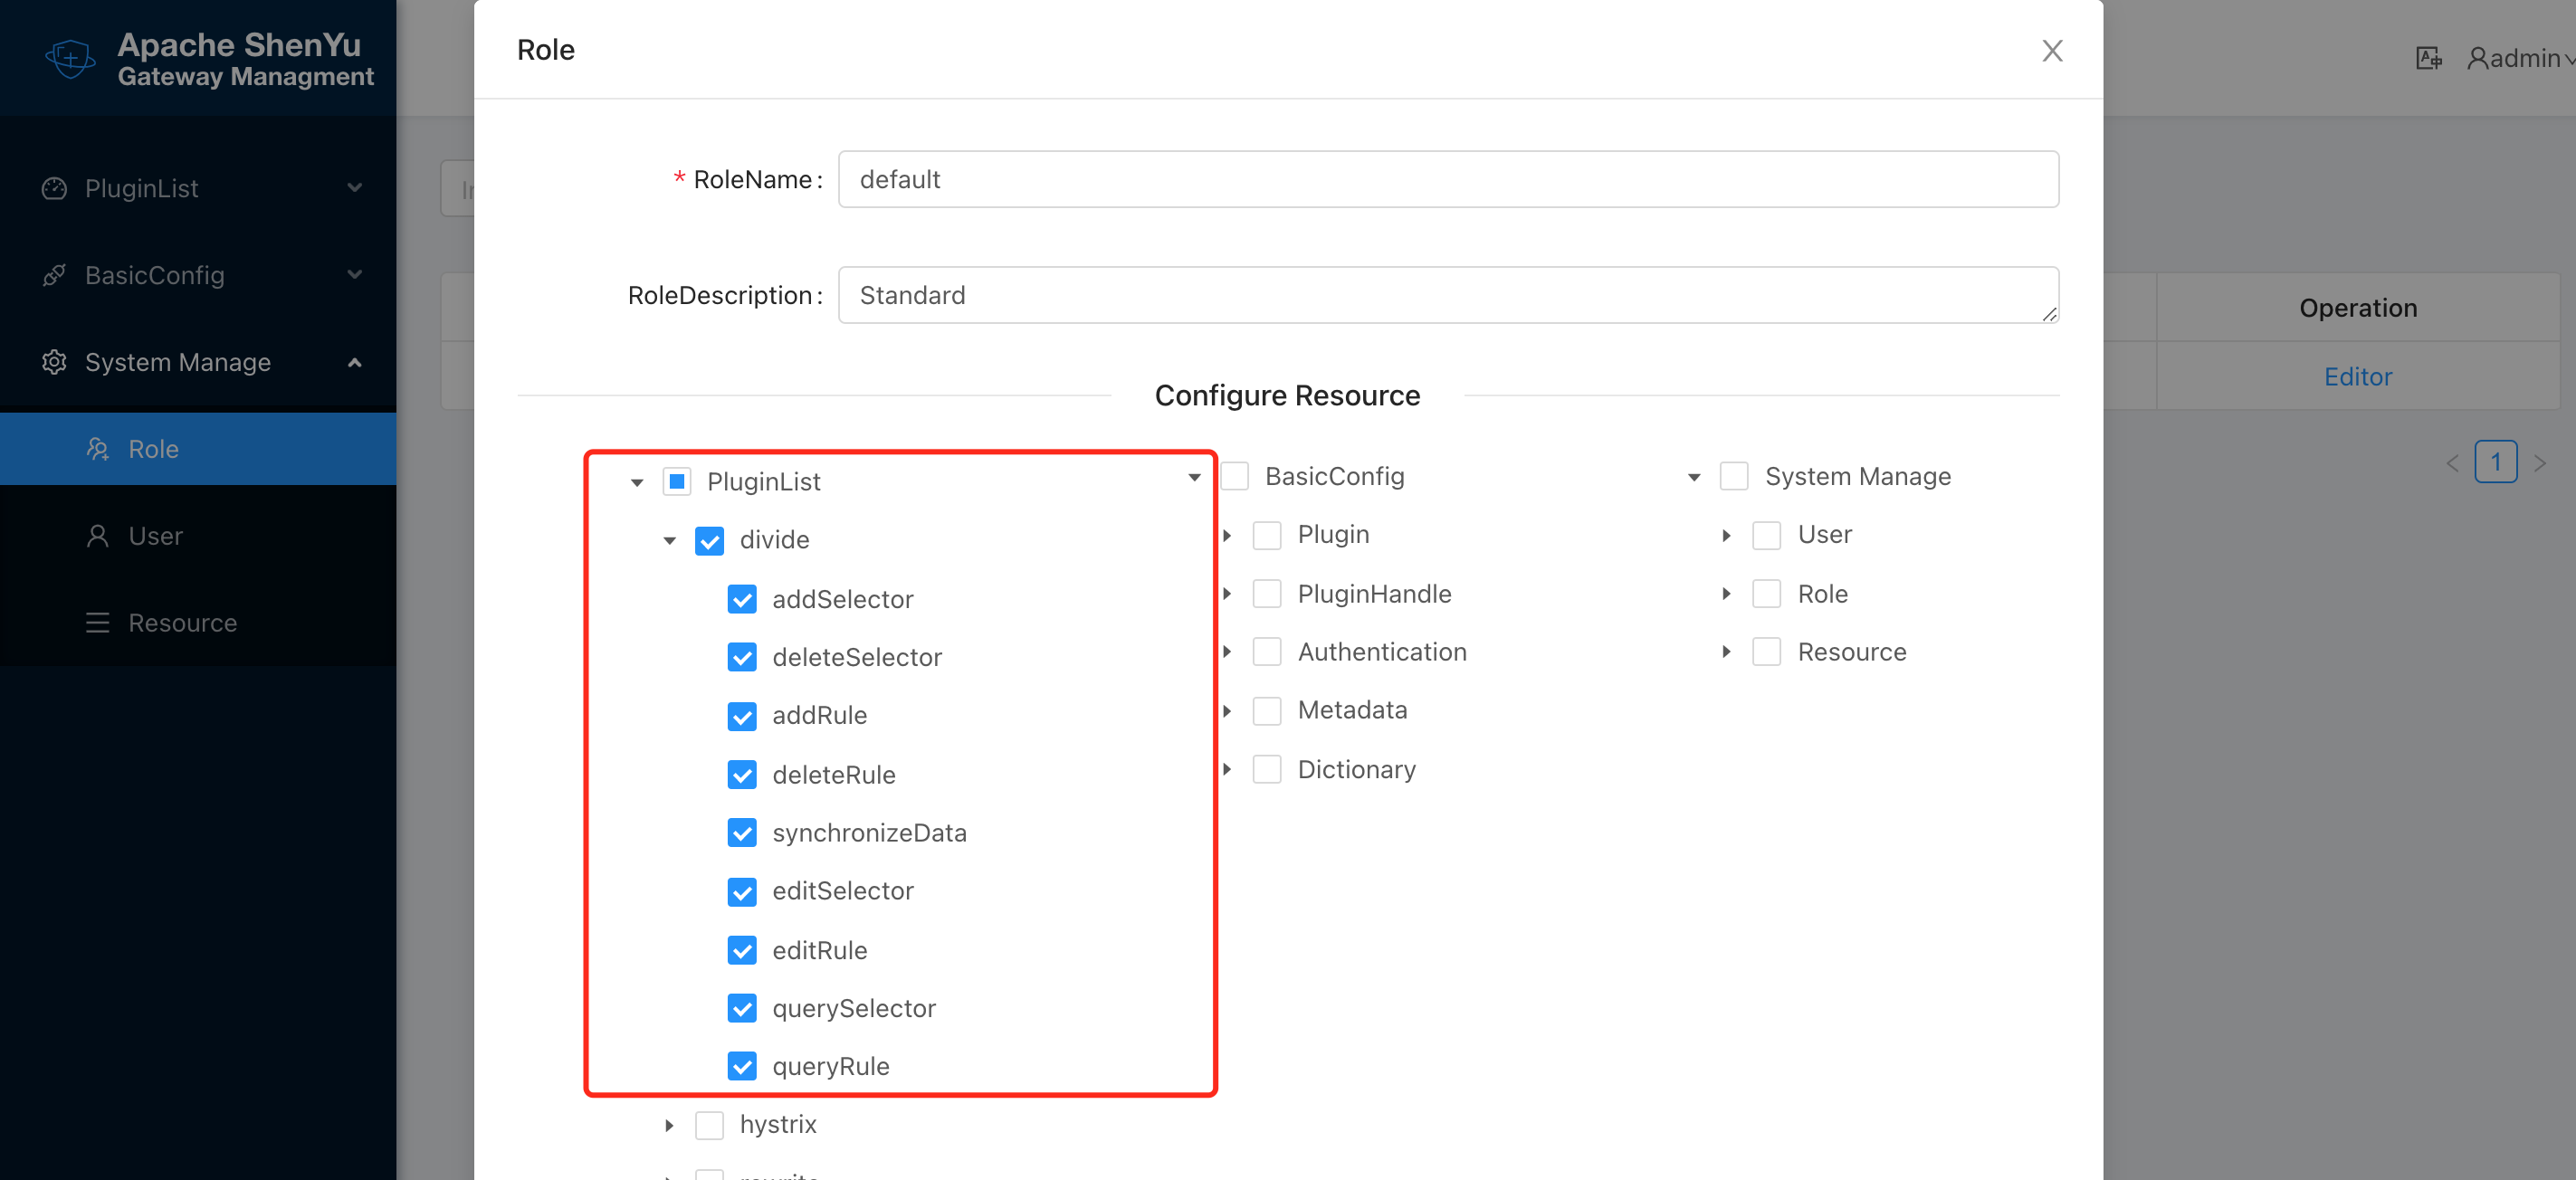 Apache ShenYu
Gateway Managment
PluginList
BasicConfig
System Manage
Role
User
Resource
Role
admin
* RoleName :
default
RoleDescription :
Standard
Configure Resource
Operation
Editor
1
PluginList
divide
addSelector
deleteSelector
addRule
deleteRule
synchronizeData
editSelector
editRule
querySelector
queryRule
hystrix
BasicConfig
Plugin
PluginHandle
Authentication
Metadata
Dictionary
System Manage
User
Role
Resource